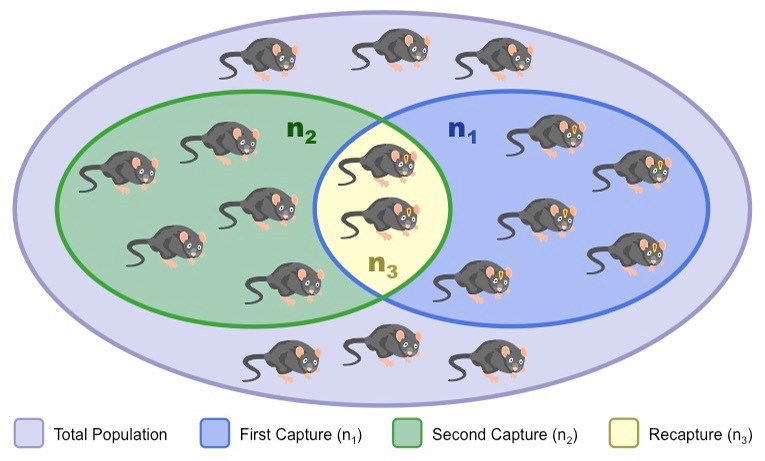 n₂
n₁
n₃
Total Population
First Capture (n₁)
Second Capture (n₂)
Recapture (n₃)